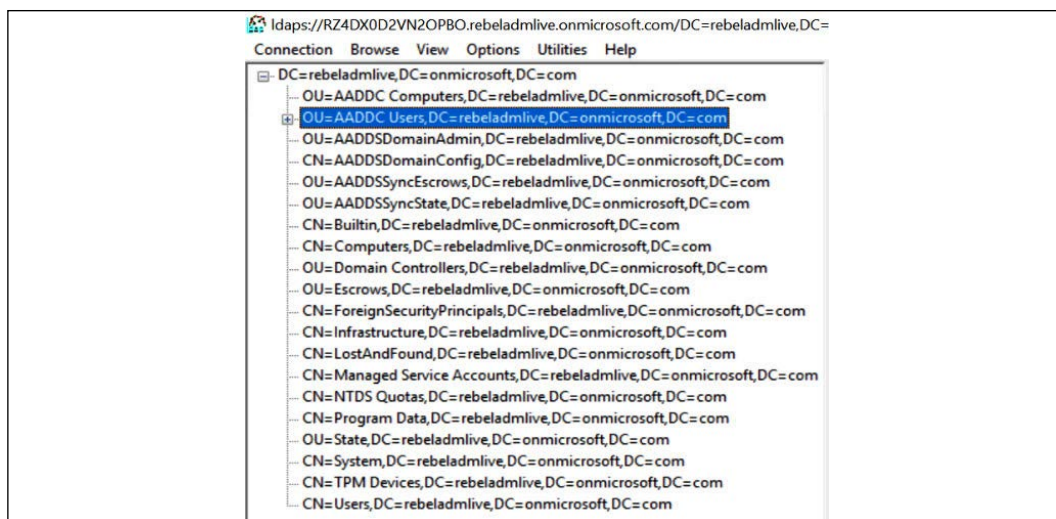 ldaps://RZ4DX0D2VN2OPBO.rebeladmlive.onmicrosoft.com/DC=rebeladmlive,DC=
Connection Browse View Options Utilities Help
DC=rebeladmlive,DC=onmicrosoft,DC=com
OU=AADDC Computers,DC=rebeladmlive,DC=onmicrosoft,DC=com
OU=AADDC Users,DC=rebeladmlive,DC=onmicrosoft,DC=com
OU=AADDSDomainAdmin,DC=rebeladmlive,DC=onmicrosoft,DC=com
CN=AADDSDomainConfig,DC=rebeladmlive,DC=onmicrosoft,DC=com
OU=AADDSSyncEscrows,DC=rebeladmlive,DC=onmicrosoft,DC=com
OU=AADDSSyncState,DC=rebeladmlive,DC=onmicrosoft,DC=com
CN=Builtin,DC=rebeladmlive,DC=onmicrosoft,DC=com
CN=Computers,DC=rebeladmlive,DC=onmicrosoft,DC=com
OU=Domain Controllers,DC=rebeladmlive,DC=onmicrosoft,DC=com
OU=Escrows,DC=rebeladmlive,DC=onmicrosoft,DC=com
CN=ForeignSecurityPrincipals,DC=rebeladmlive,DC=onmicrosoft,DC=com
CN=Infrastructure,DC=rebeladmlive,DC=onmicrosoft,DC=com
CN=LostAndFound,DC=rebeladmlive,DC=onmicrosoft,DC=com
CN=Managed Service Accounts,DC=rebeladmlive,DC=onmicrosoft,DC=com
CN=NTDS Quotas,DC=rebeladmlive,DC=onmicrosoft,DC=com
CN=Program Data,DC=rebeladmlive,DC=onmicrosoft,DC=com
OU=State,DC=rebeladmlive,DC=onmicrosoft,DC=com
CN=System,DC=rebeladmlive,DC=onmicrosoft,DC=com
CN=TPM Devices,DC=rebeladmlive,DC=onmicrosoft,DC=com
CN=Users,DC=rebeladmlive,DC=onmicrosoft,DC=com